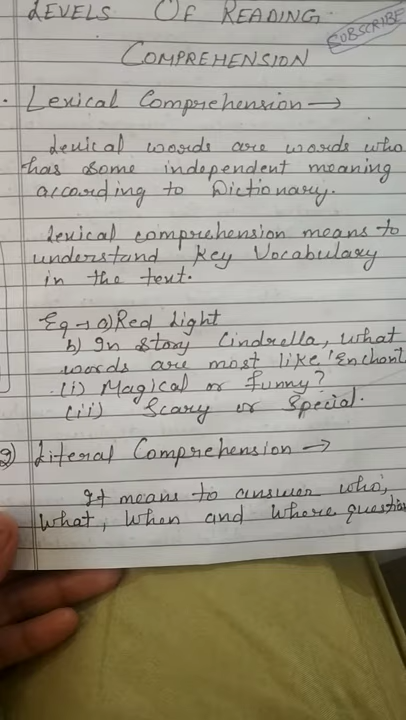 LEVELS OF READING
SUBSCRIBE
COMPREHENSION
Lexical Comprehension →
Lexical words are words who
has some independent meaning
according to Dictionary.
Lexical comprehension means to
understand key Vocabulary
in the text.
Eg → a) Red Light
b) In story Cindrella, what
words are most like 'Enchant
(i) Magical or Funny?
(ii) Scary or Special.
2) Literal Comprehension →
It means to answer who,
What, When and Where question